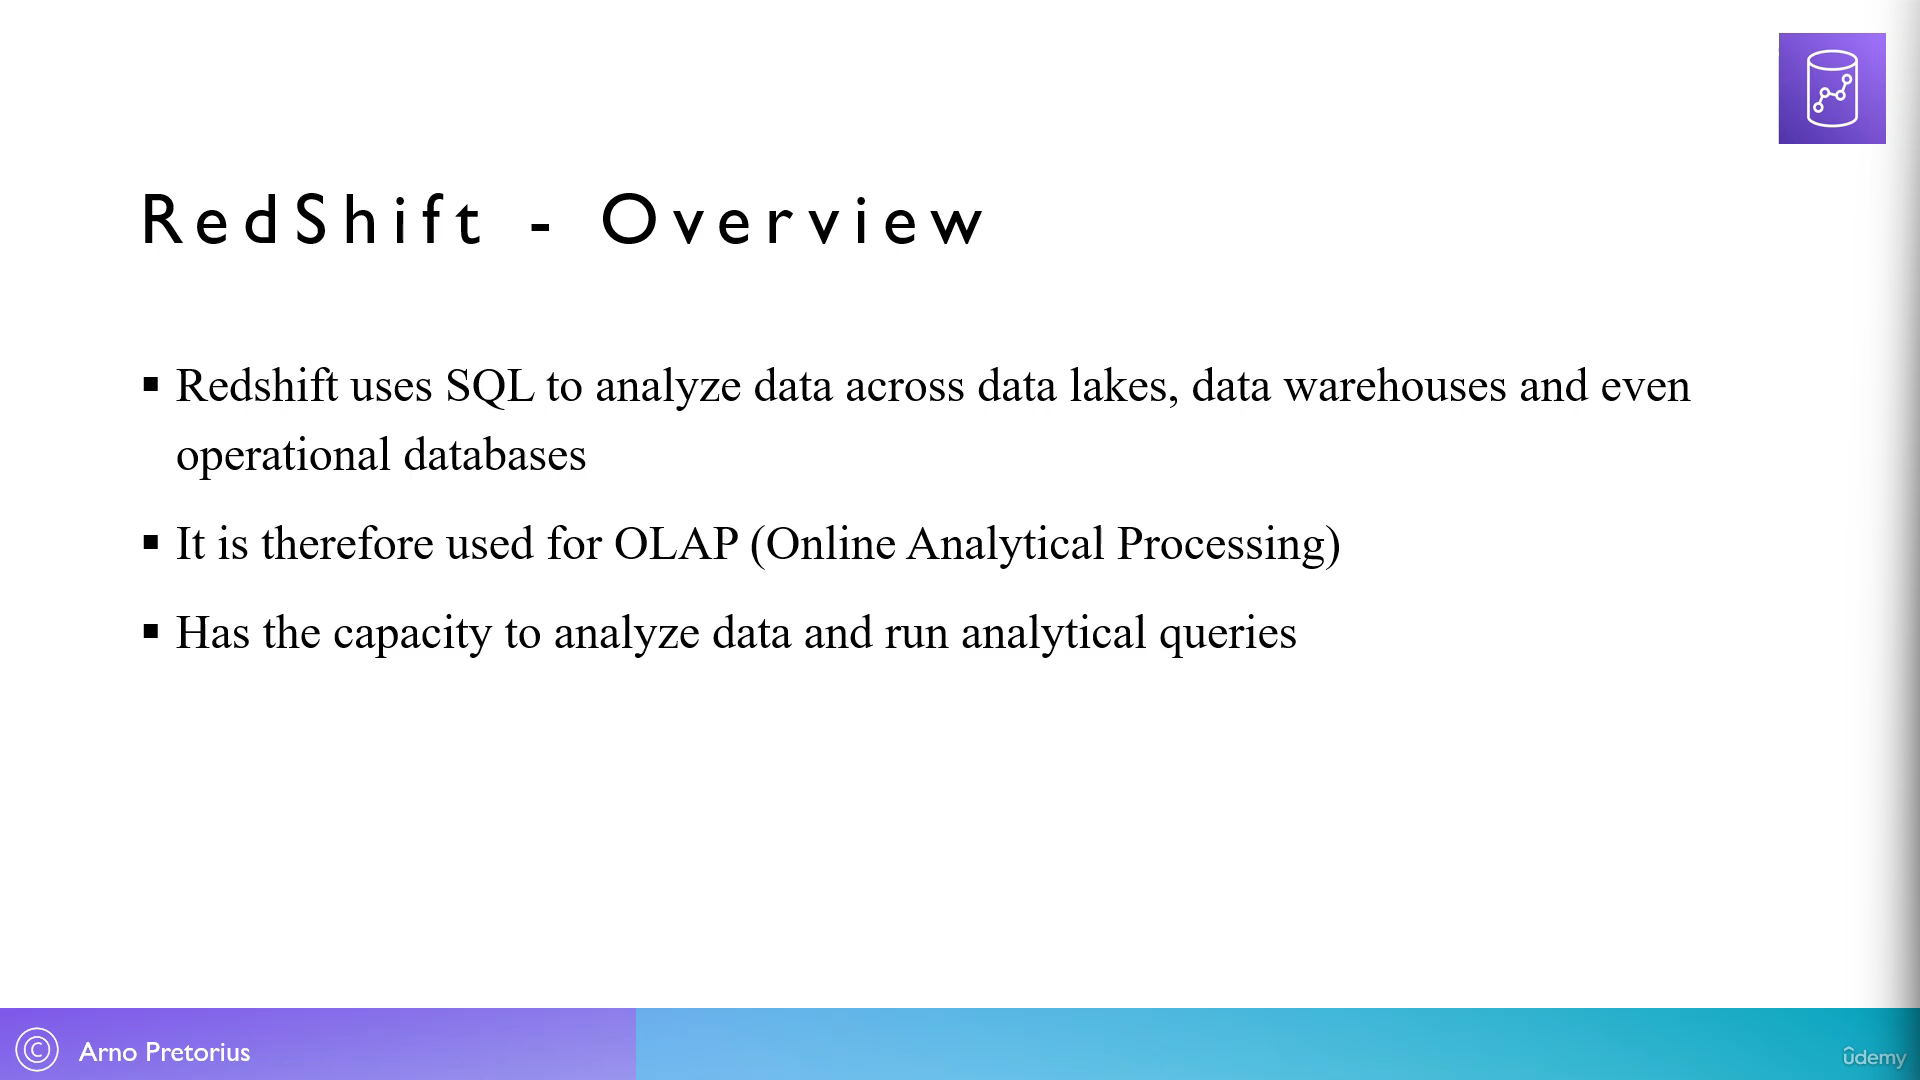 RedShift - Overview
▪ Redshift uses SQL to analyze data across data lakes, data warehouses and even
operational databases
▪ It is therefore used for OLAP (Online Analytical Processing)
▪ Has the capacity to analyze data and run analytical queries
© Arno Pretorius
udemy